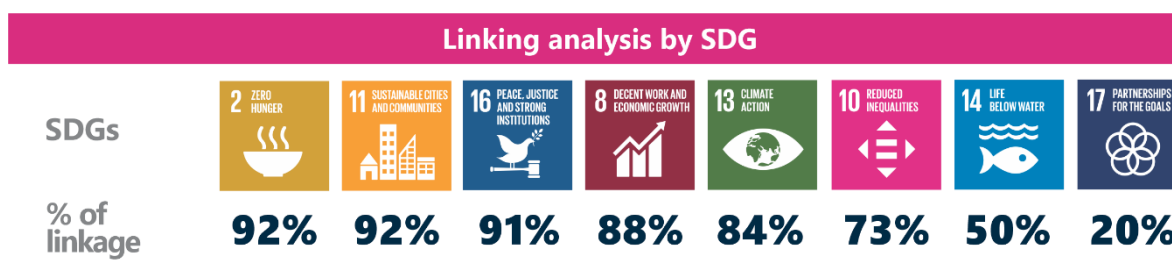 Linking analysis by SDG
SDGs
2 ZERO
HUNGER
11 SUSTAINABLE CITIES
AND COMMUNITIES
16 PEACE, JUSTICE
AND STRONG
INSTITUTIONS
8 DECENT WORK AND
ECONOMIC GROWTH
13 CLIMATE
ACTION
10 REDUCED
INEQUALITIES
14 LIFE
BELOW WATER
17 PARTNERSHIPS
FOR THE GOALS
% of
linkage
92% 92% 91% 88% 84% 73% 50% 20%